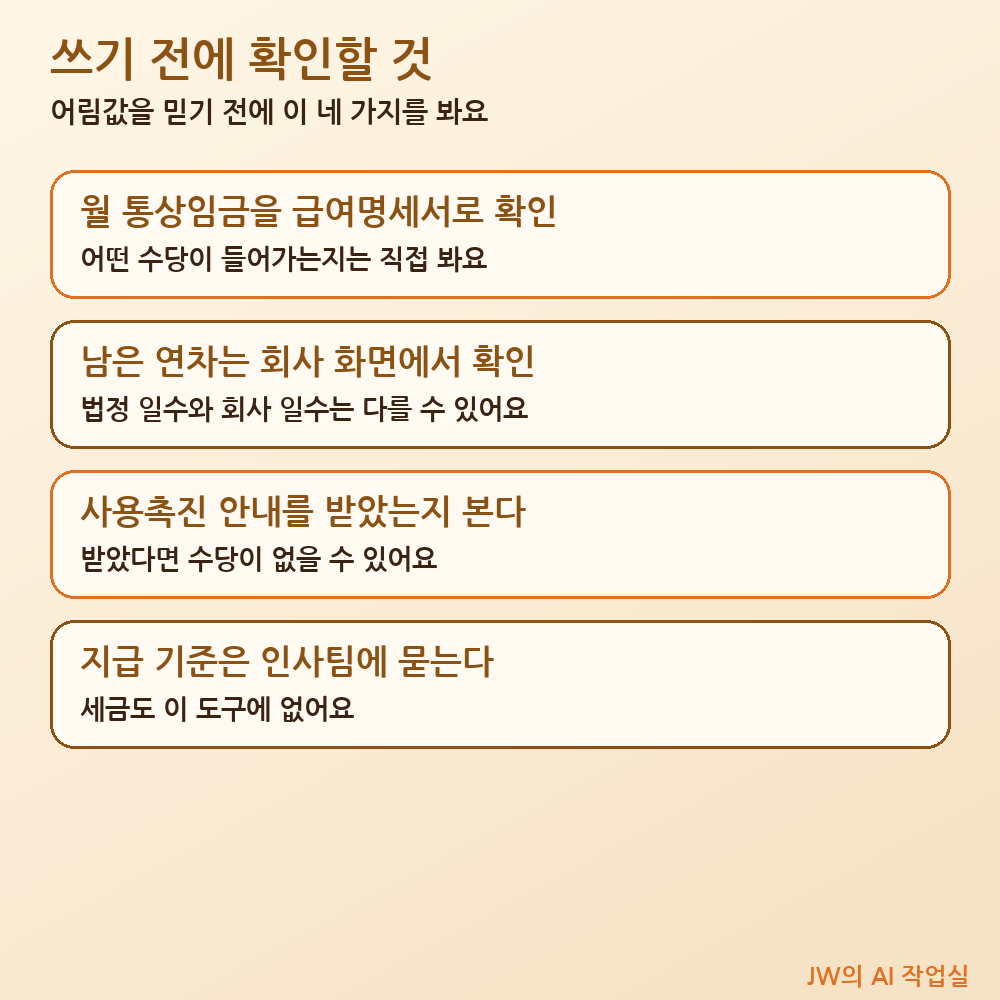 쓰기 전에 확인할 것
어림값을 믿기 전에 이 네 가지를 봐요
월 통상임금을 급여명세서로 확인
어떤 수당이 들어가는지는 직접 봐요
남은 연차는 회사 화면에서 확인
법정 일수와 회사 일수는 다를 수 있어요
사용촉진 안내를 받았는지 본다
받았다면 수당이 없을 수 있어요
지급 기준은 인사팀에 묻는다
세금도 이 도구에 없어요
JW의 AI 작업실